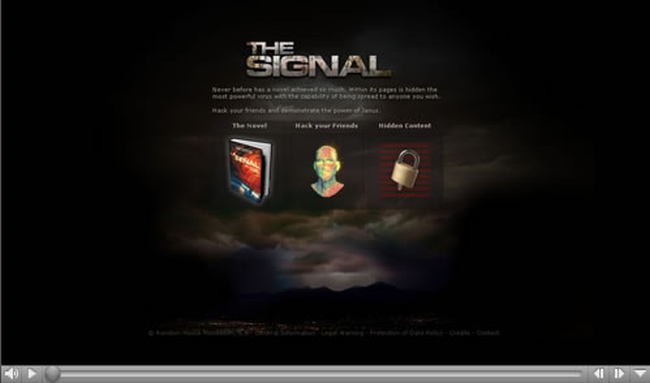 THE
SIGNAL
Never before has a novel achieved so much. Within its pages is hidden the
most powerful virus with the capability of being spread to anyone you wish.
Hack your friends and demonstrate the power of Janus.
The Novel Hack your Friends Hidden Content
SIGNAL
© Random House Mondadori, S.A. - General Information - Legal Warning - Protection of Data Policy - Credits - Contact